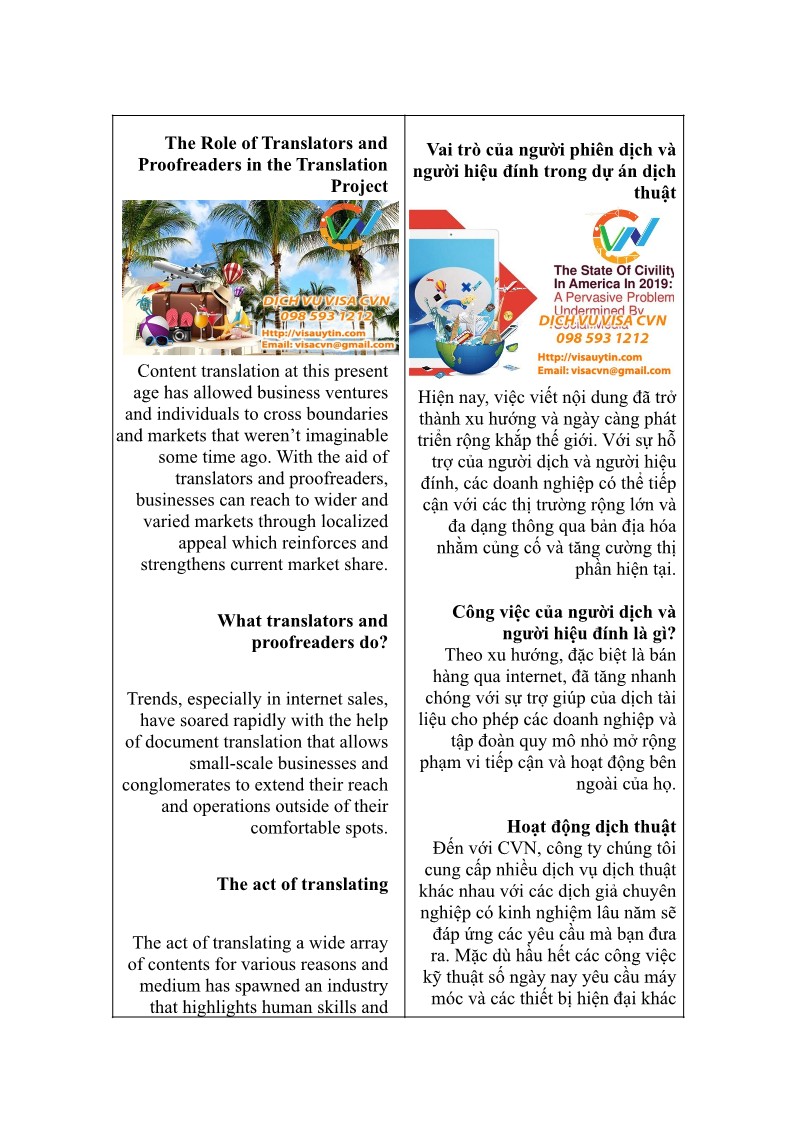 The Role of Translators and
Proofreaders in the Translation
Project
DỊCH VỤ VISA CVN
098 593 1212
Http://visauytin.com
Email: visacvn@gmail.com
Content translation at this present
age has allowed business ventures
and individuals to cross boundaries
and markets that weren’t imaginable
some time ago. With the aid of
translators and proofreaders,
businesses can reach to wider and
varied markets through localized
appeal which reinforces and
strengthens current market share.
What translators and
proofreaders do?
Trends, especially in internet sales,
have soared rapidly with the help
of document translation that allows
small-scale businesses and
conglomerates to extend their reach
and operations outside of their
comfortable spots.
The act of translating
The act of translating a wide array
of contents for various reasons and
medium has spawned an industry
that highlights human skills and
Vai trò của người phiên dịch và
người hiệu đính trong dự án dịch
thuật
VN
The State Of Civility
In America In 2019:
A Pervasive Problem
Undermined By
Social Media
DỊCH VỤ VISA CVN
098 593 1212
Http://visauytin.com
Email: visacvn@gmail.com
Hiện nay, việc viết nội dung đã trở
thành xu hướng và ngày càng phát
triển rộng khắp thế giới. Với sự hỗ
trợ của người dịch và người hiệu
đính, các doanh nghiệp có thể tiếp
cận với các thị trường rộng lớn và
đa dạng thông qua bản địa hóa
nhằm củng cố và tăng cường thị
phần hiện tại.
Công việc của người dịch và
người hiệu đính là gì?
Theo xu hướng, đặc biệt là bán
hàng qua internet, đã tăng nhanh
chóng với sự trợ giúp của dịch tài
liệu cho phép các doanh nghiệp và
tập đoàn quy mô nhỏ mở rộng
phạm vi tiếp cận và hoạt động bên
ngoài của họ.
Hoạt động dịch thuật
Đến với CVN, công ty chúng tôi
cung cấp nhiều dịch vụ dịch thuật
khác nhau với các dịch giả chuyên
nghiệp có kinh nghiệm lâu năm sẽ
đáp ứng các yêu cầu mà bạn đưa
ra. Mặc dù hầu hết các công việc
kỹ thuật số ngày nay yêu cầu máy
móc và các thiết bị hiện đại khác